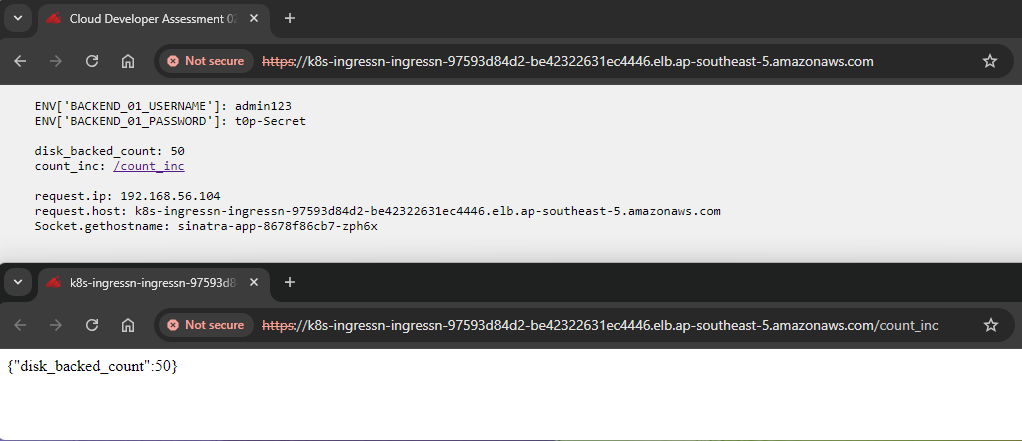 Cloud Developer Assessment 02
Not secure https://k8s-ingressn-ingressn-97593d84d2-be42322631ec4446.elb.ap-southeast-5.amazonaws.com
ENV['BACKEND_01_USERNAME']: admin123
ENV['BACKEND_01_PASSWORD']: t0p-Secret
disk_backed_count: 50
count_inc: /count_inc
request.ip: 192.168.56.104
request.host: k8s-ingressn-ingressn-97593d84d2-be42322631ec4446.elb.ap-southeast-5.amazonaws.com
Socket.gethostname: sinatra-app-8678f86cb7-zph6x
k8s-ingressn-ingressn-97593d8
Not secure https://k8s-ingressn-ingressn-97593d84d2-be42322631ec4446.elb.ap-southeast-5.amazonaws.com/count_inc
{"disk_backed_count":50}